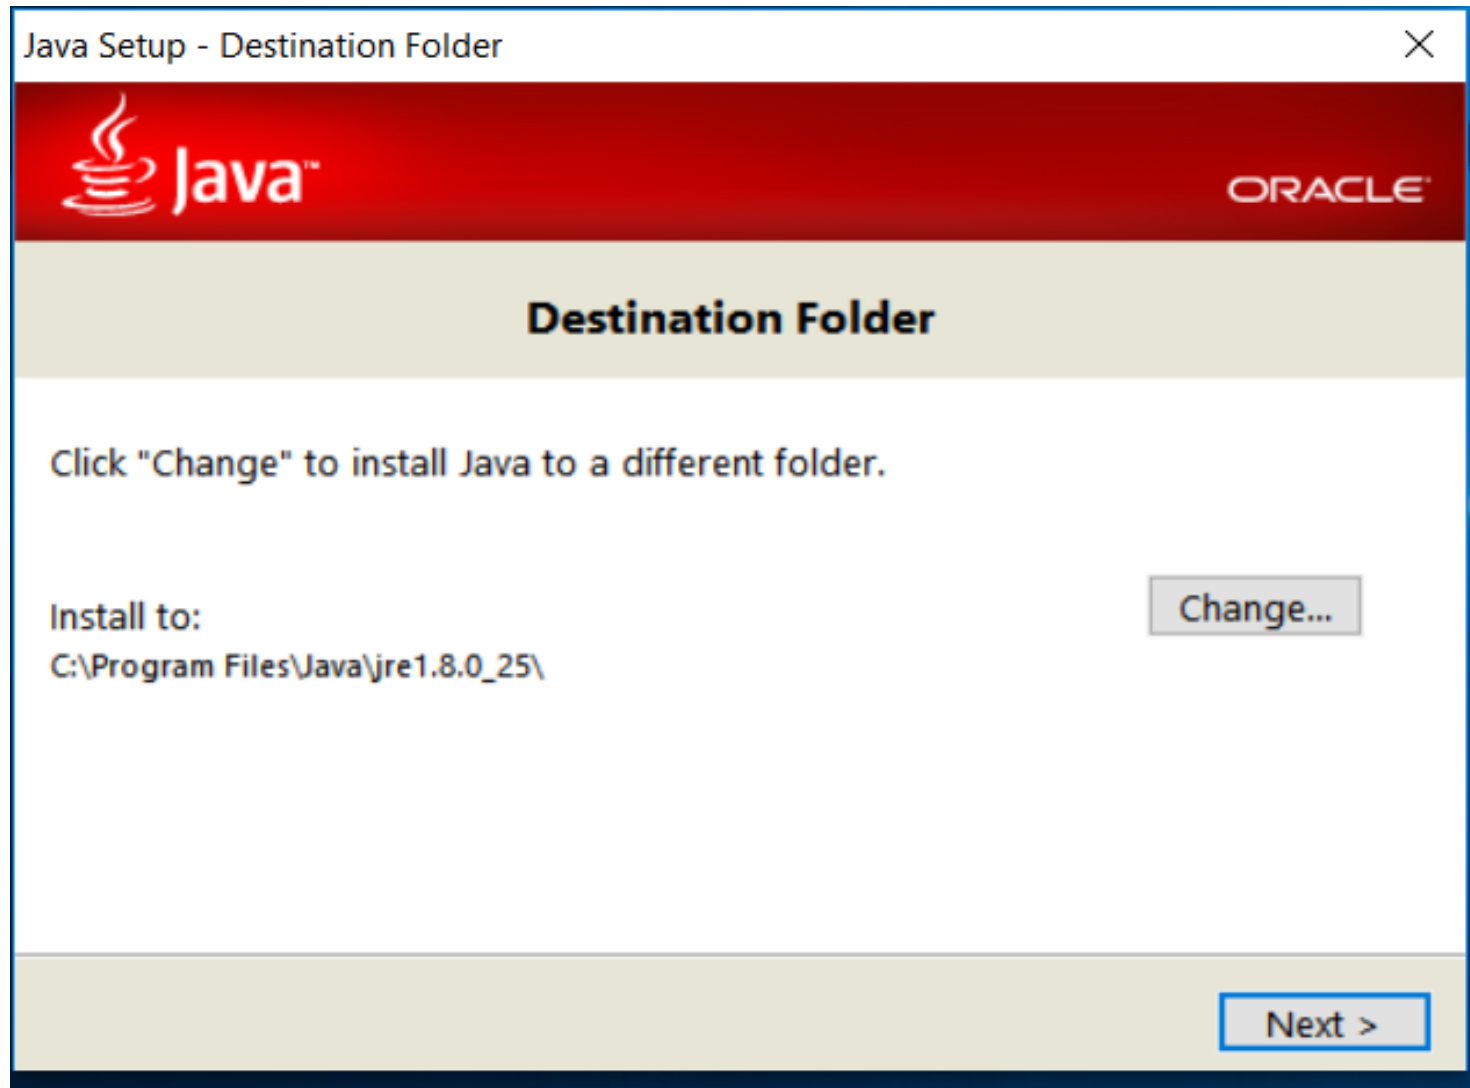 Java Setup - Destination Folder
Java™
ORACLE
Destination Folder
Click "Change" to install Java to a different folder.
Change...
Install to:
C:\Program Files\Java\jre1.8.0_25\
Next >